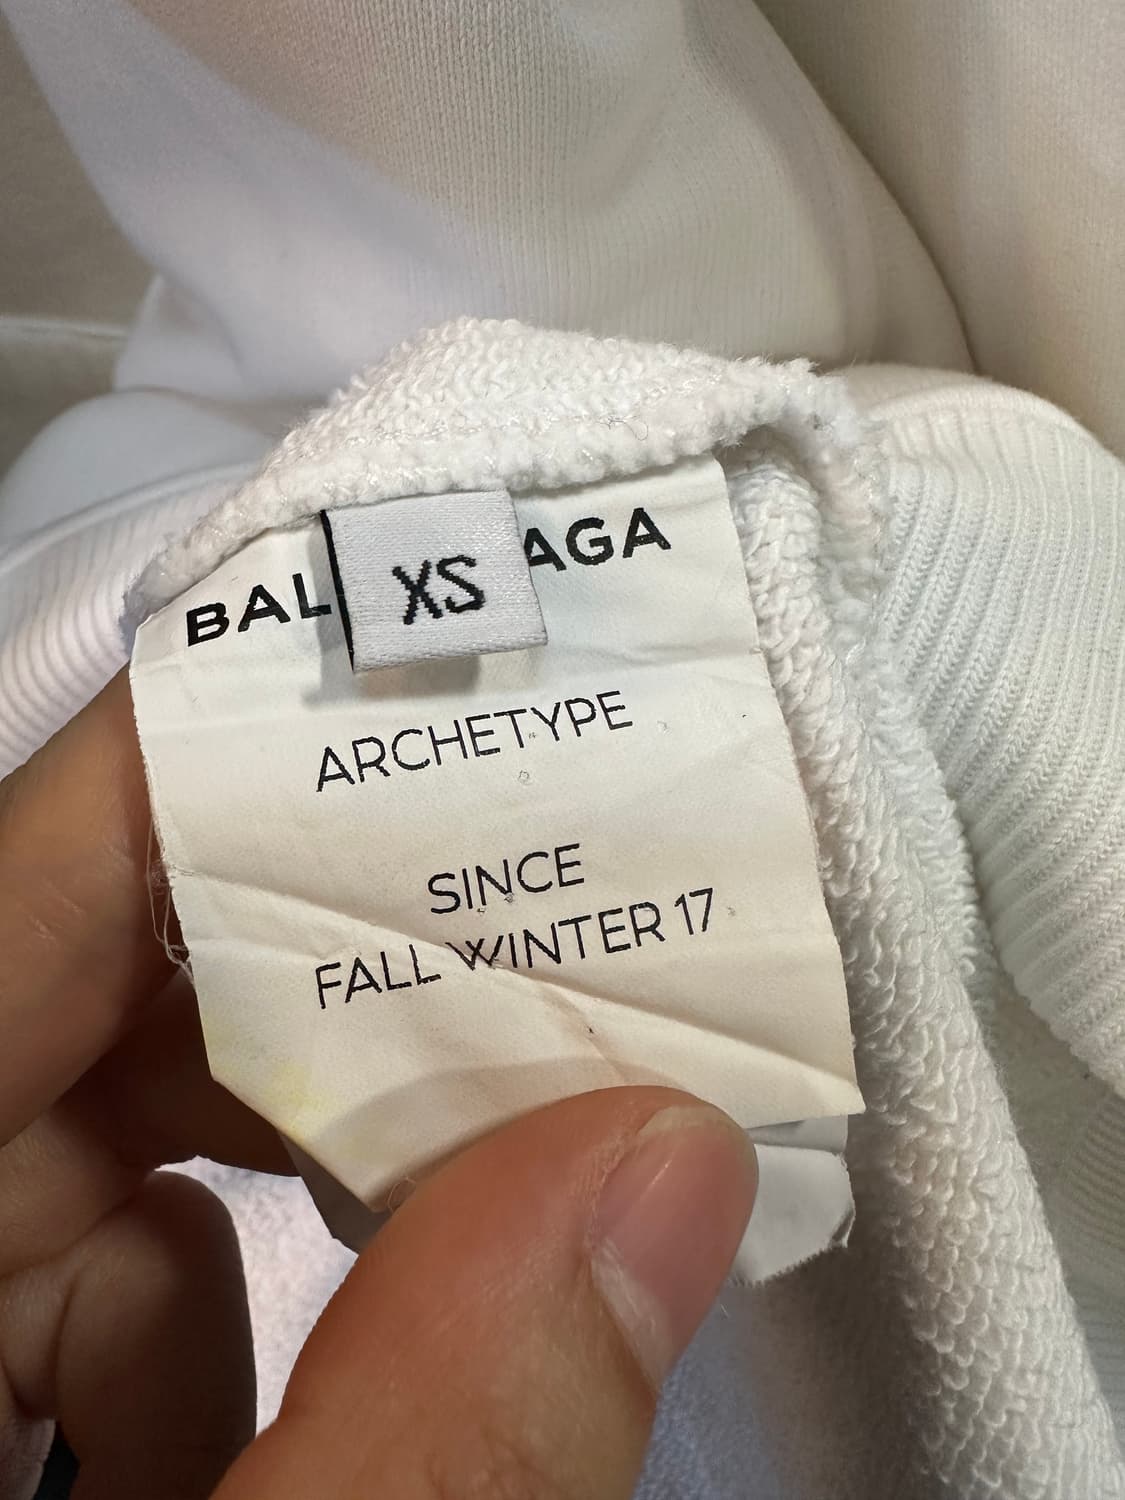 BAL AGA
XS
ARCHETYPE
SINCE
FALL WINTER 17